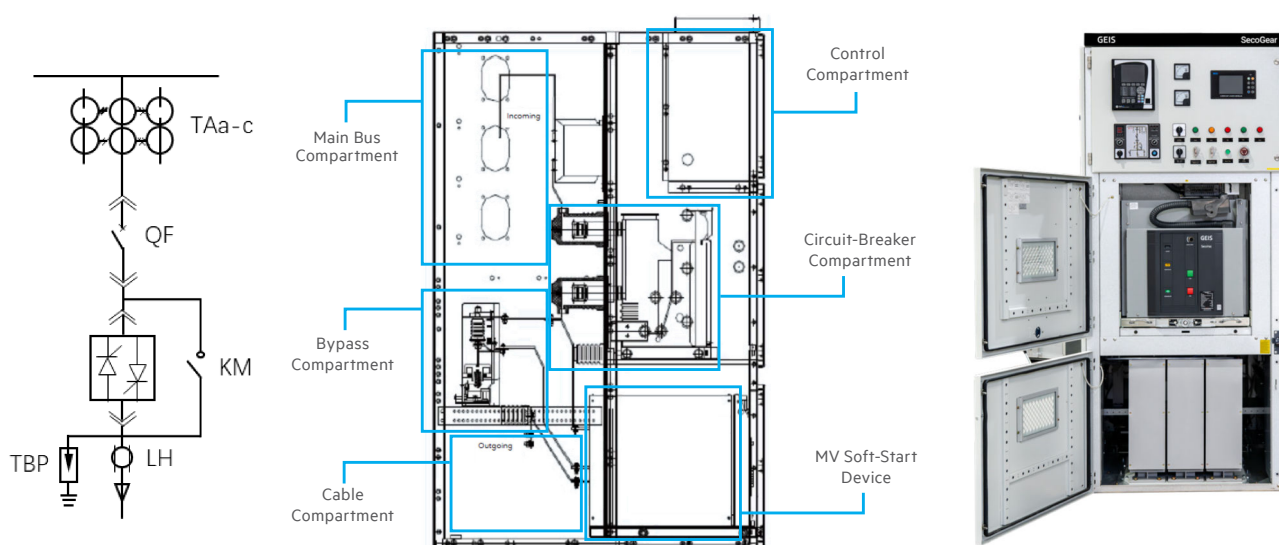 TAa-c
QF
KM
TBP
LH
Main Bus
Compartment
Incoming
Bypass
Compartment
Outgoing
Cable
Compartment
Control
Compartment
Circuit-Breaker
Compartment
MV Soft-Start
Device
GEIS
SecoGear
GEIS